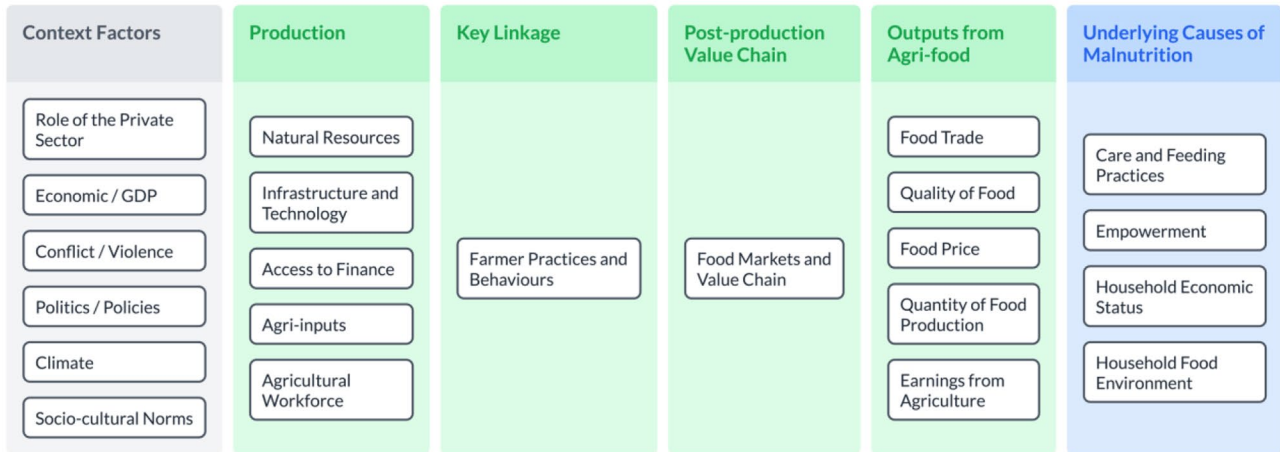 Context Factors
Role of the Private
Sector
Economic / GDP
Conflict / Violence
Politics / Policies
Climate
Socio-cultural Norms
Production
Natural Resources
Infrastructure and
Technology
Access to Finance
Agri-inputs
Agricultural
Workforce
Key Linkage
Farmer Practices and
Behaviours
Post-production
Value Chain
Food Markets and
Value Chain
Outputs from
Agri-food
Food Trade
Quality of Food
Food Price
Quantity of Food
Production
Earnings from
Agriculture
Underlying Causes of
Malnutrition
Care and Feeding
Practices
Empowerment
Household Economic
Status
Household Food
Environment